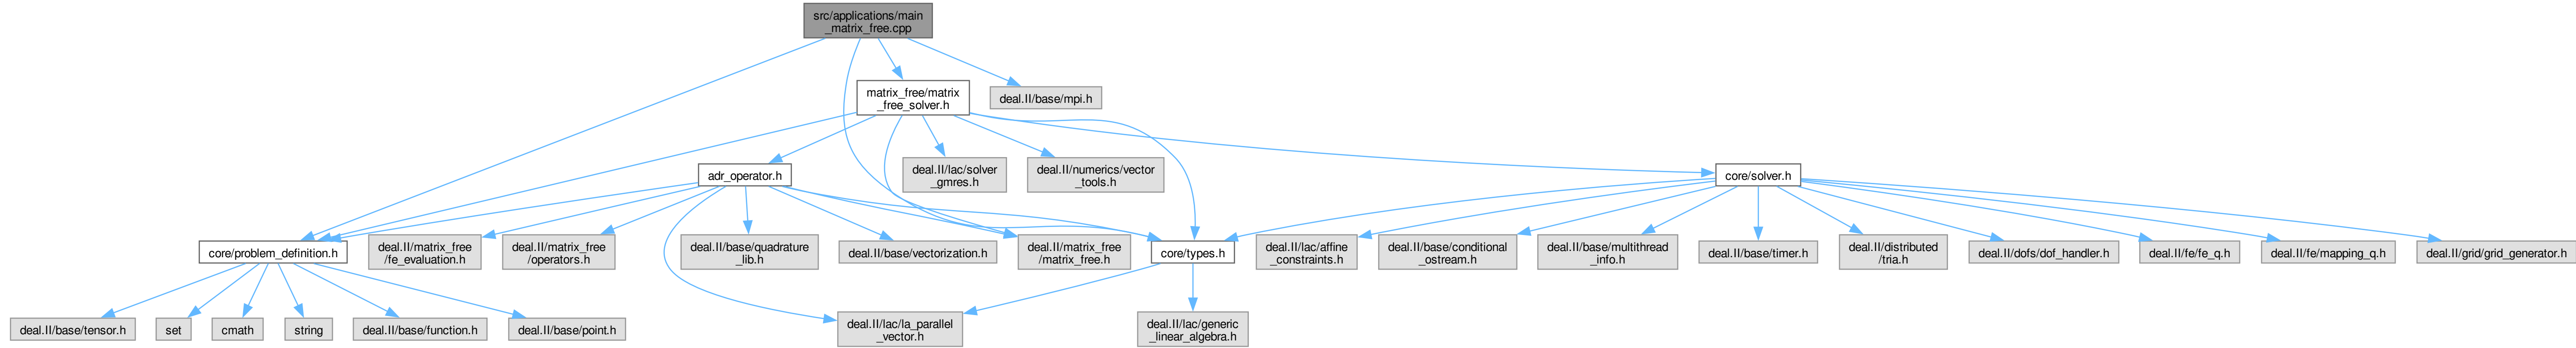 src/applications/main
_matrix_free.cpp
matrix_free/matrix
_free_solver.h
deal.II/base/mpi.h
adr_operator.h
deal.II/lac/solver
_gmres.h
deal.II/numerics/vector
_tools.h
core/solver.h
core/problem_definition.h
deal.II/matrix_free
/fe_evaluation.h
deal.II/matrix_free
/operators.h
deal.II/base/quadrature
_lib.h
deal.II/base/vectorization.h
deal.II/matrix_free
/matrix_free.h
core/types.h
deal.II/lac/affine
_constraints.h
deal.II/base/conditional
_ostream.h
deal.II/base/multithread
_info.h
deal.II/base/timer.h
deal.II/distributed
/tria.h
deal.II/dofs/dof_handler.h
deal.II/fe/fe_q.h
deal.II/fe/mapping_q.h
deal.II/grid/grid_generator.h
deal.II/base/tensor.h
set
cmath
string
deal.II/base/function.h
deal.II/base/point.h
deal.II/lac/la_parallel
_vector.h
deal.II/lac/generic
_linear_algebra.h